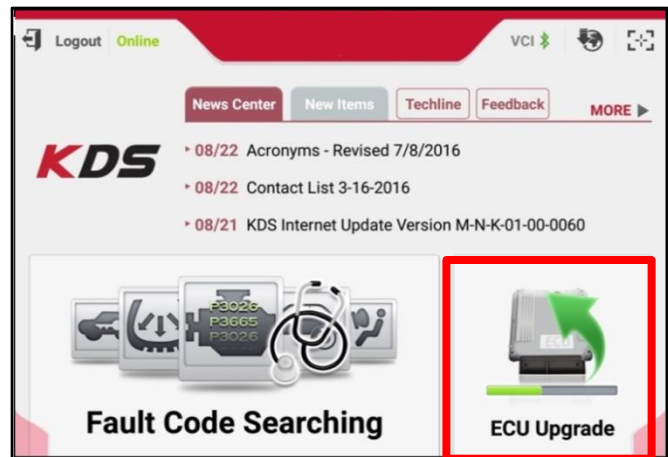 Logout Online VCI
News Center New Items Techline Feedback MORE
KDS
08/22 Acronyms - Revised 7/8/2016
08/22 Contact List 3-16-2016
08/21 KDS Internet Update Version M-N-K-01-00-0060
P3026
P3665
P3026
ECU
Fault Code Searching
ECU Upgrade